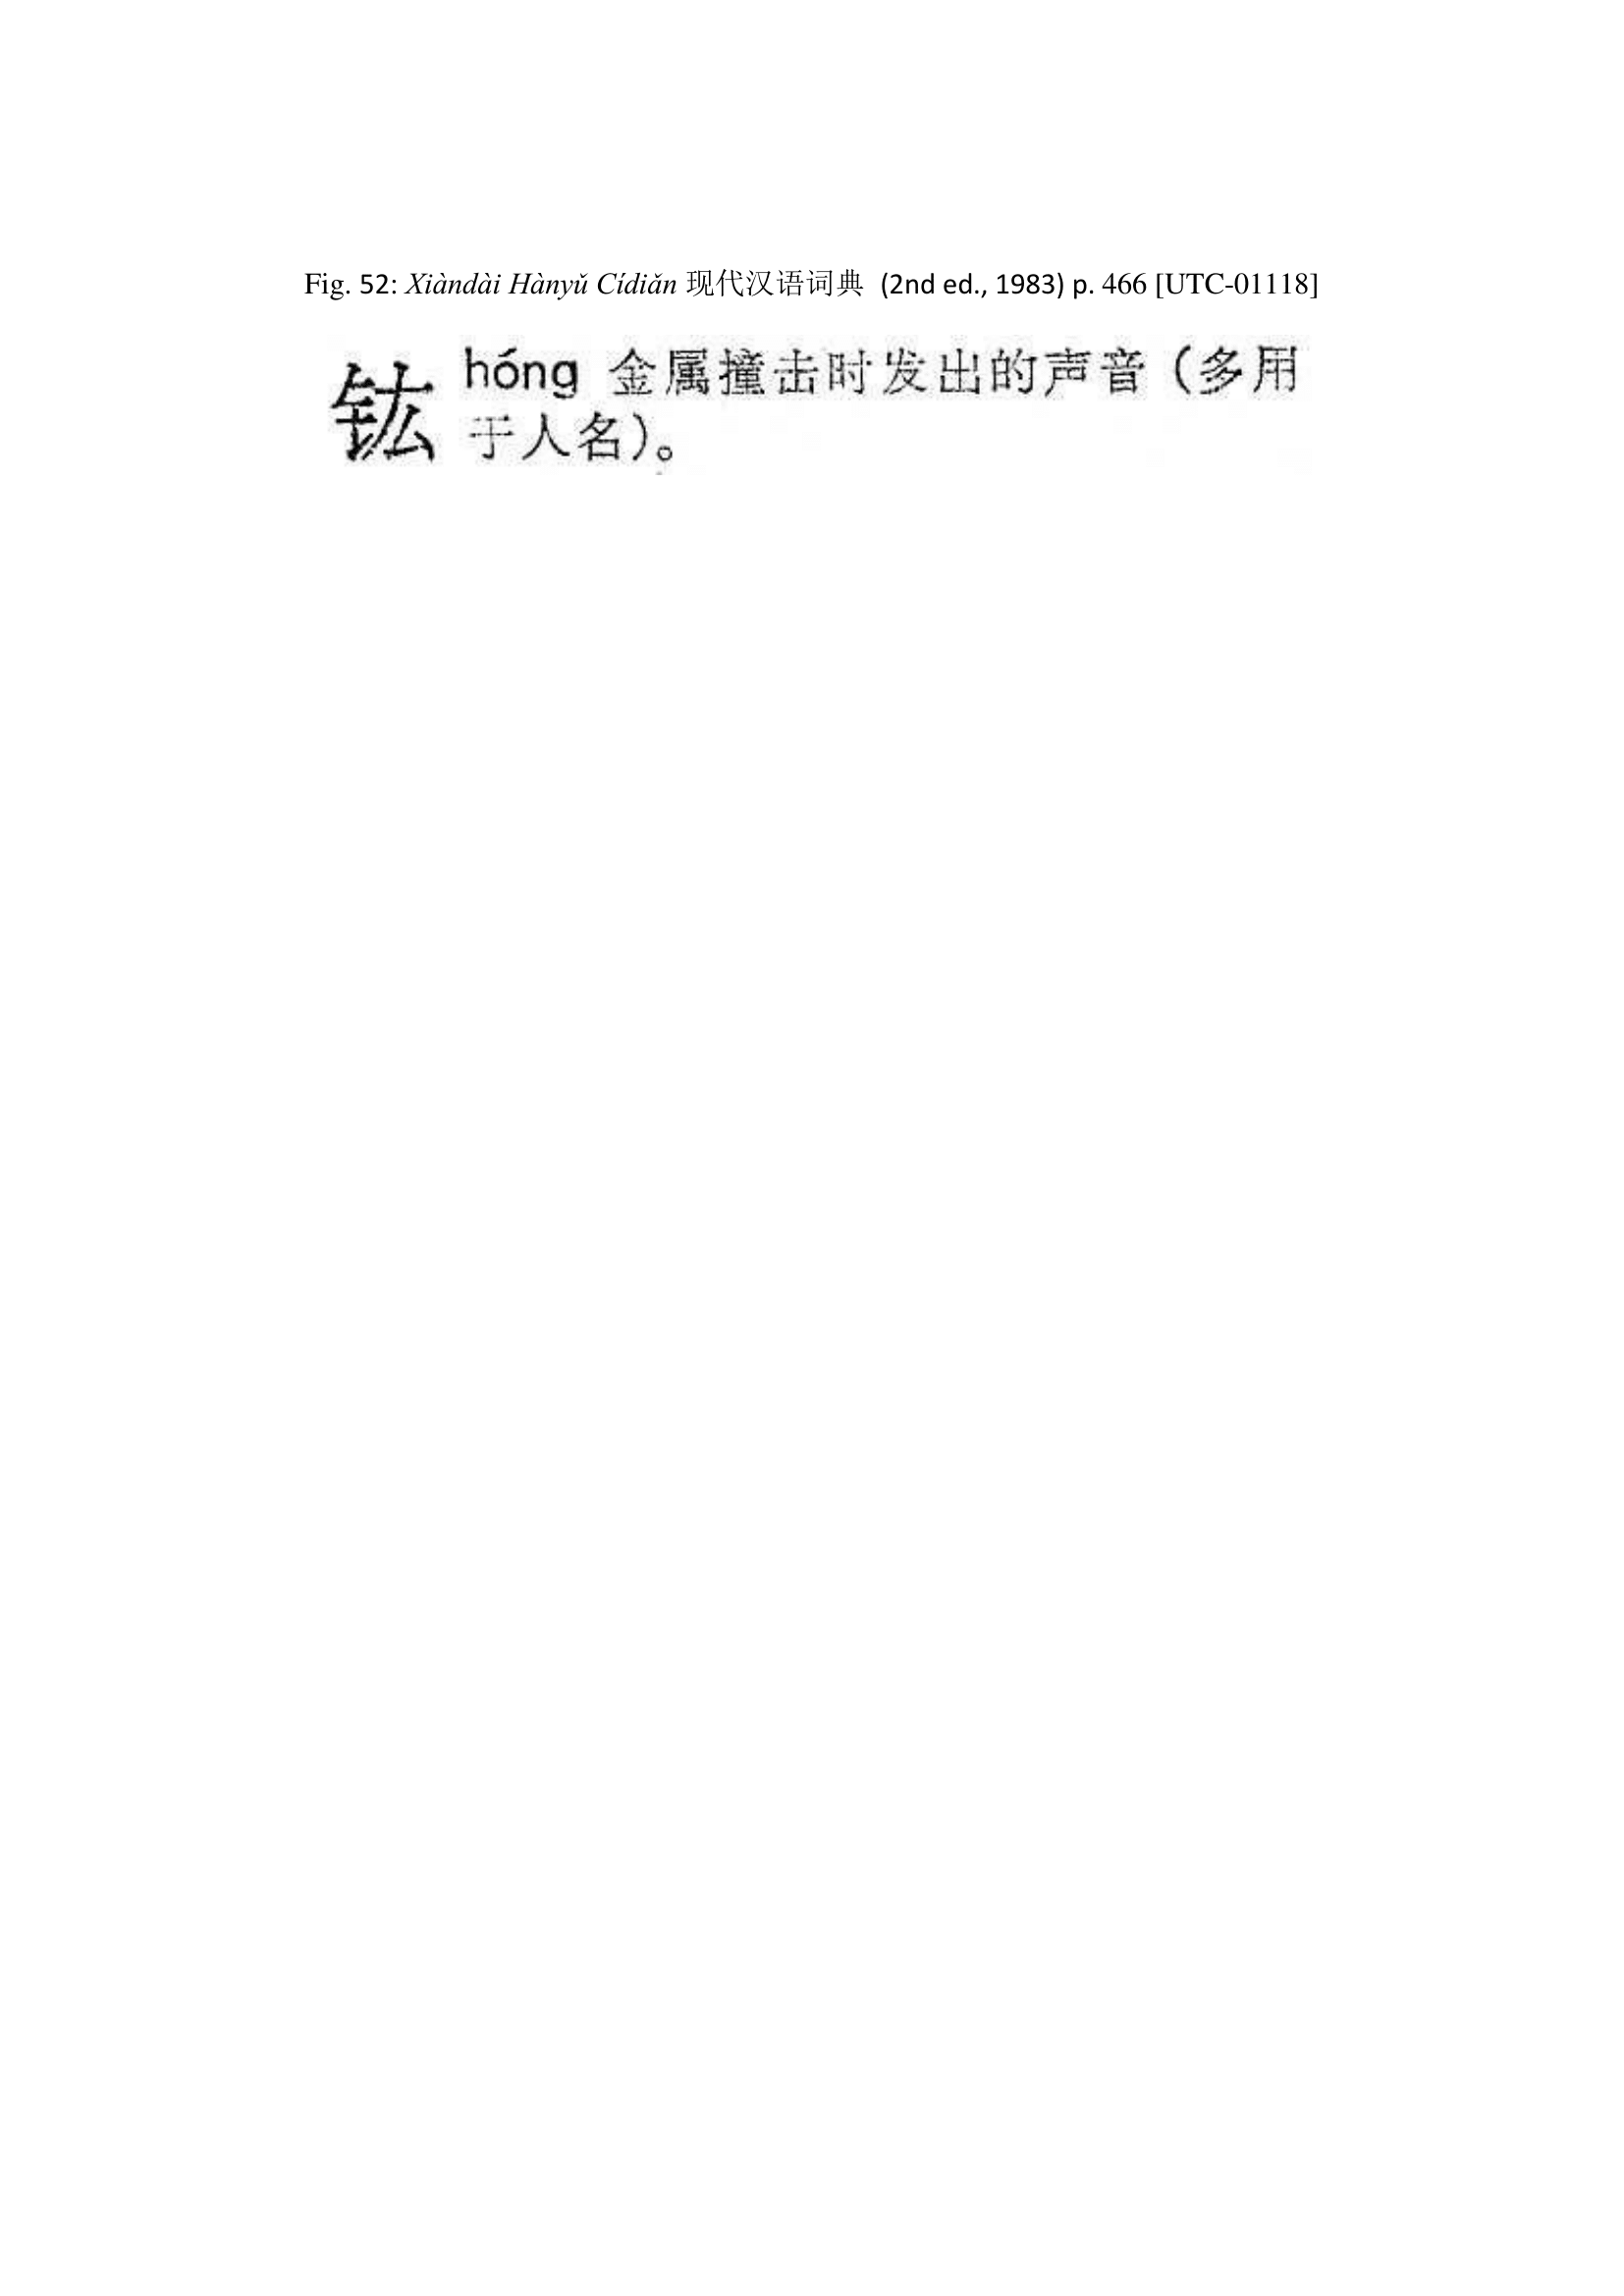 Fig. 52: Xiàndài Hànyǔ Cídiǎn 现代汉语词典 (2nd ed., 1983) p. 466 [UTC-01118]
𫟹 hóng 金属撞击时发出的声音（多用
于人名）。